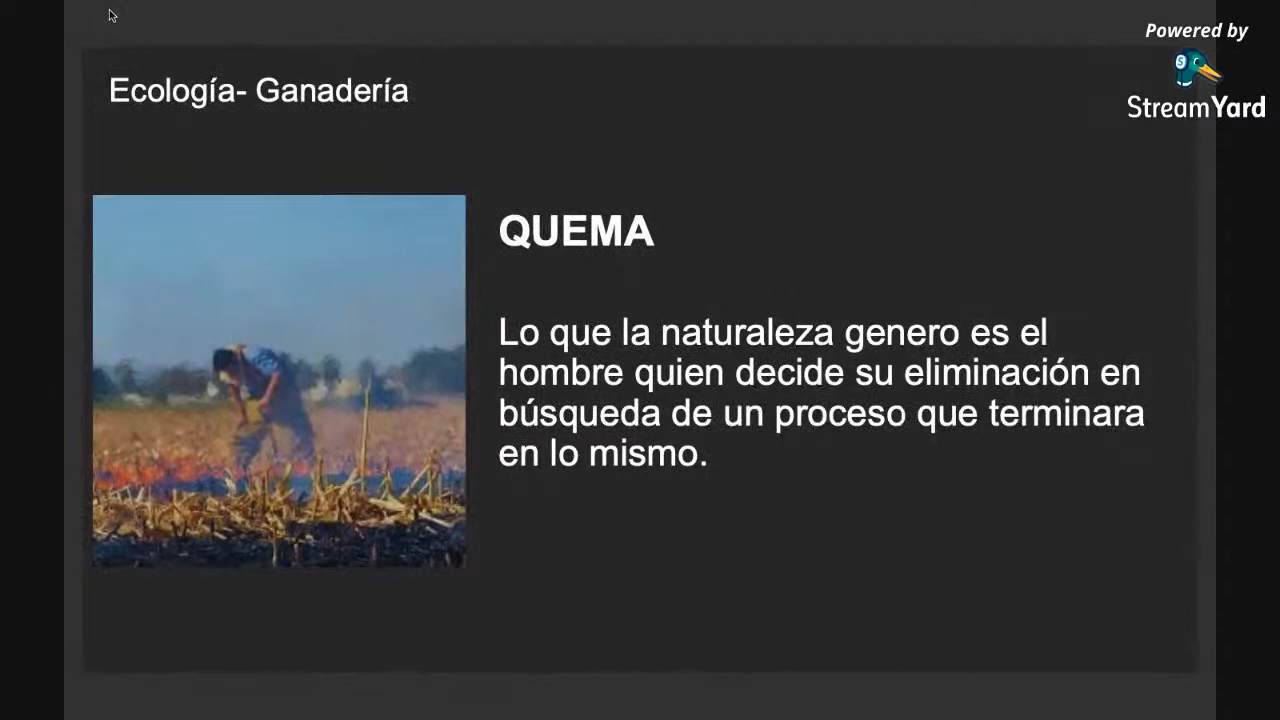 Powered by
StreamYard
Ecología- Ganadería
QUEMA
Lo que la naturaleza genero es el
hombre quien decide su eliminación en
búsqueda de un proceso que terminara
en lo mismo.